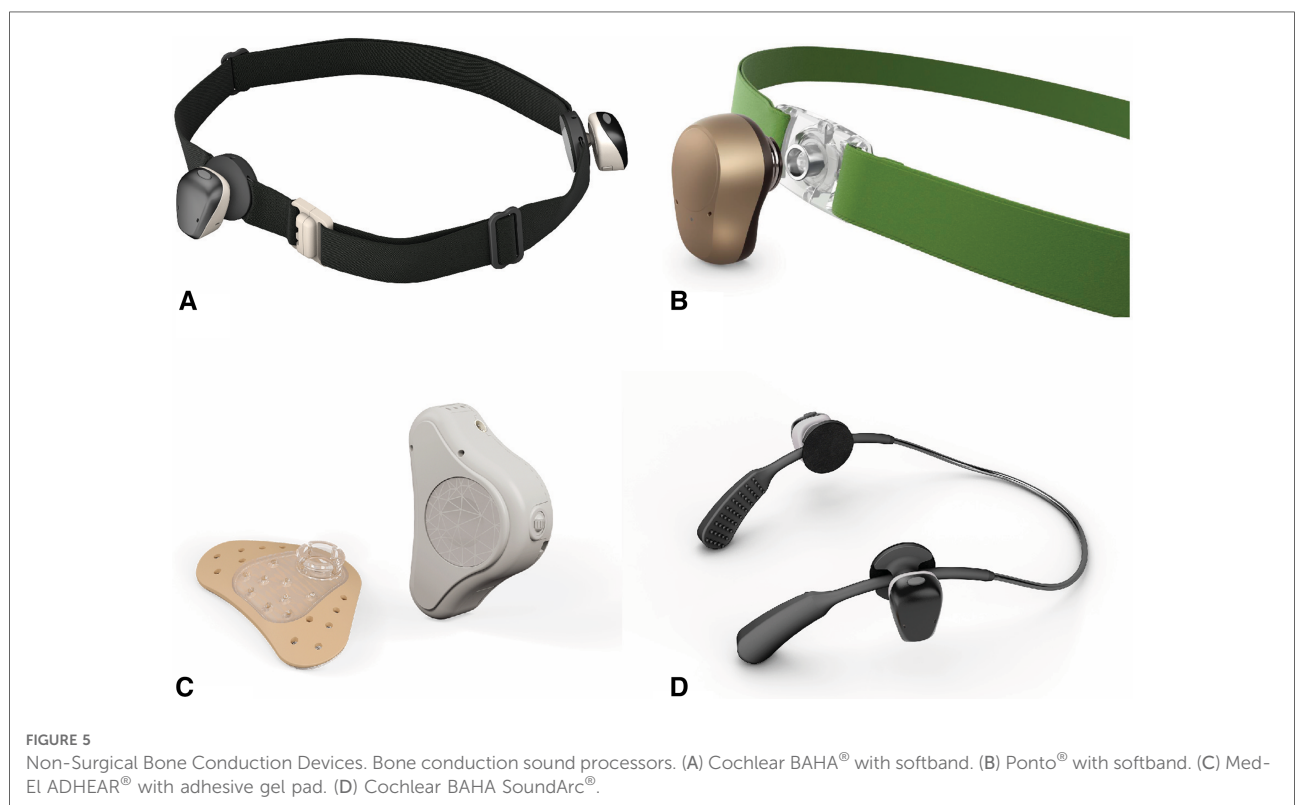 A
B
C
D
FIGURE 5
Non-Surgical Bone Conduction Devices. Bone conduction sound processors. (A) Cochlear BAHA® with softband. (B) Ponto® with softband. (C) Med-
El ADHEAR® with adhesive gel pad. (D) Cochlear BAHA SoundArc®.